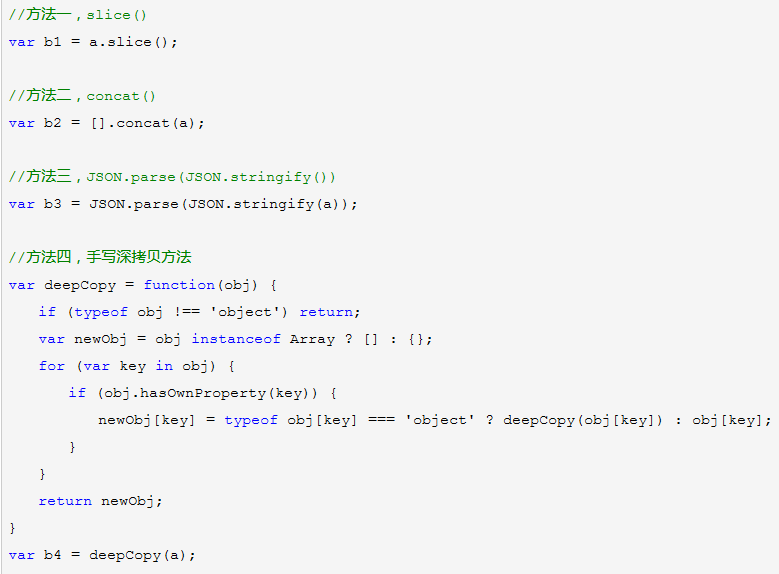 //方法一，slice()
var b1 = a.slice();
//方法二，concat()
var b2 = [].concat(a);
//方法三，JSON.parse(JSON.stringify())
var b3 = JSON.parse(JSON.stringify(a));
//方法四，手写深拷贝方法
var deepCopy = function(obj) {
if (typeof obj !== 'object') return;
var newObj = obj instanceof Array ? [] : {};
for (var key in obj) {
if (obj.hasOwnProperty(key)) {
newObj[key] = typeof obj[key] === 'object' ? deepCopy(obj[key]) : obj[key];
}
}
return newObj;
}
var b4 = deepCopy(a);